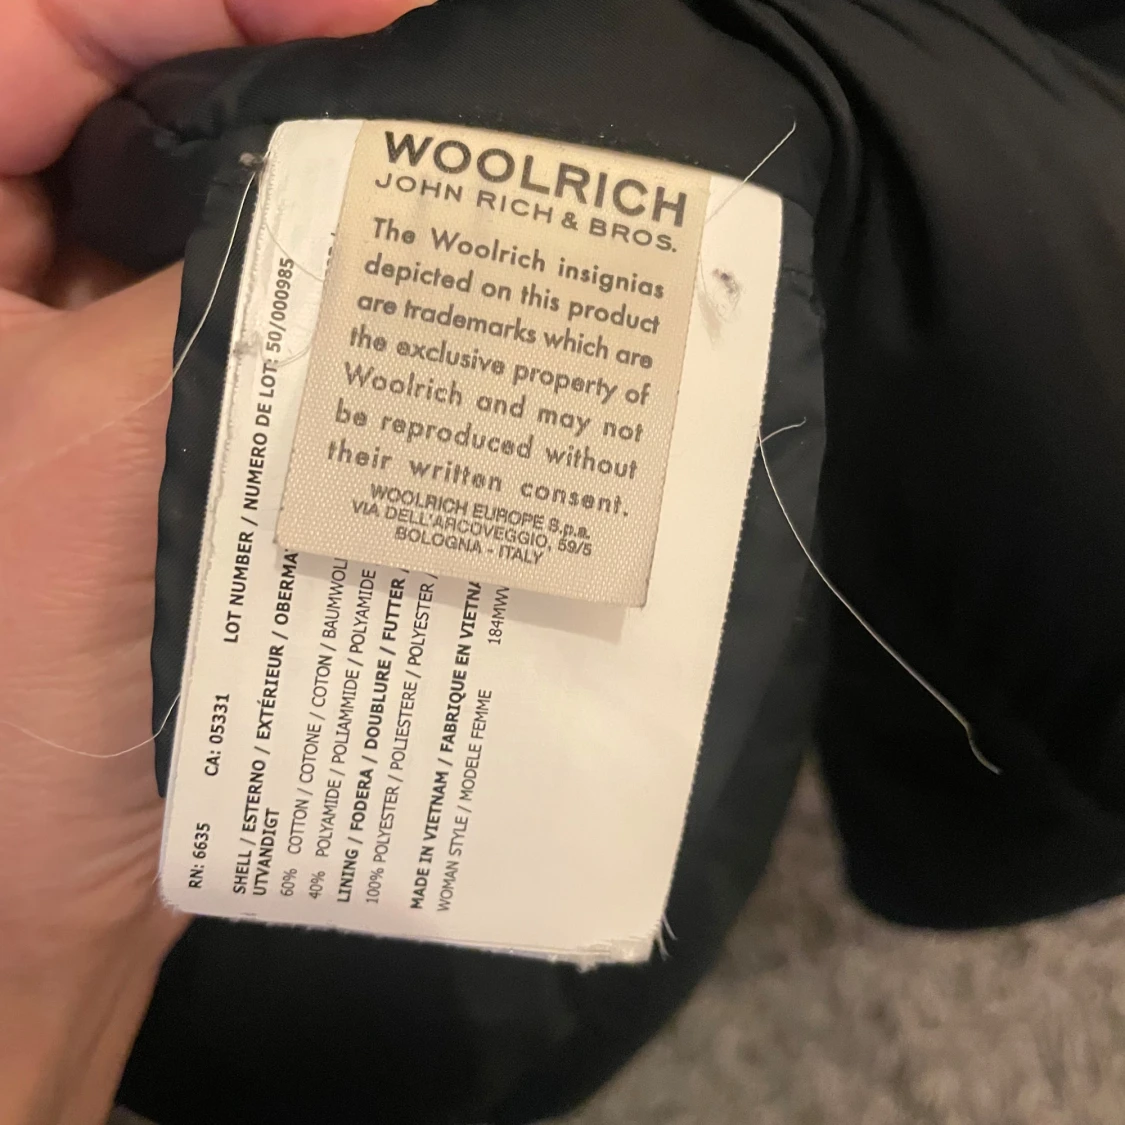 WOOLRICH
JOHN RICH & BROS.
The Woolrich insignias
depicted on this product
are trademarks which are
the exclusive property of
Woolrich and may not
be reproduced without
their written consent.
WOOLRICH EUROPE S.p.a.
VIA DELL'ARCOVEGGIO, 59/5
BOLOGNA - ITALY
RN: 6635 CA: 05331 LOT NUMBER / NUMERO DE LOT: 50/000985
SHELL / ESTERNO / EXTÉRIEUR / OBERMA
UTVANDIGT
60% COTTON / COTONE / COTON / BAUMWOL
40% POLYAMIDE / POLIAMMIDE / POLYAMIDE
LINING / FODERA / DOUBLURE / FUTTER /
100% POLYESTER / POLIESTERE / POLYESTER /
MADE IN VIETNAM / FABRIQUE EN VIETNA
WOMAN STYLE / MODELE FEMME
184MWV